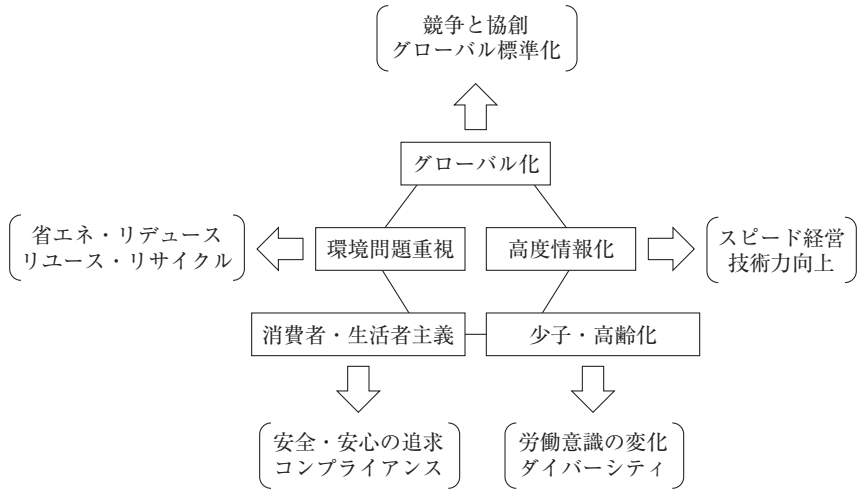 競争と協創
グローバル標準化
グローバル化
省エネ・リデュース
リユース・リサイクル
環境問題重視
高度情報化
スピード経営
技術力向上
消費者・生活者主義
少子・高齢化
安全・安心の追求
コンプライアンス
労働意識の変化
ダイバーシティ